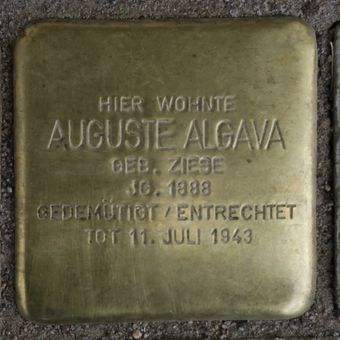 HIER WOHNTE
AUGUSTE ALGAVA
GEB. ZIESE
JG. 1888
GEDEMÜTIGT / ENTRECHTET
TOT 11. JULI 1943